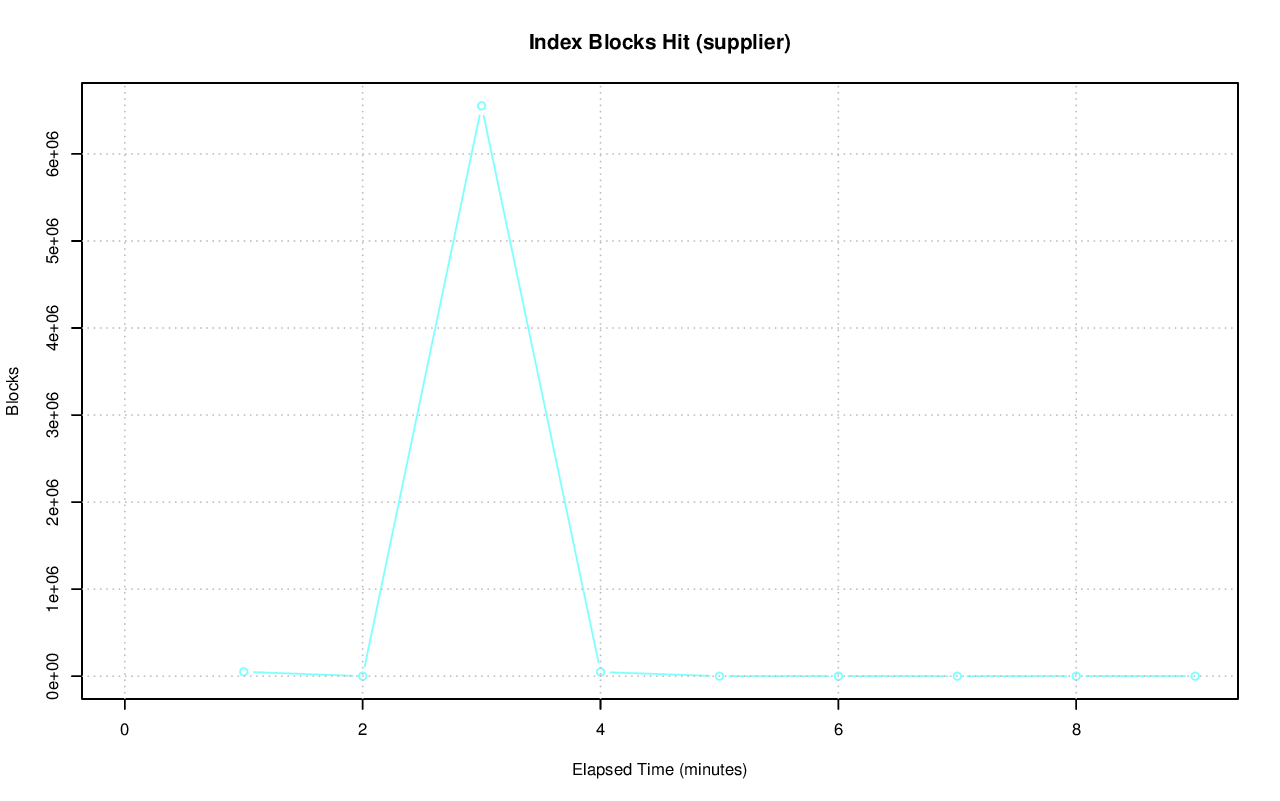 Index Blocks Hit (supplier)
6e+06
5e+06
4e+06
3e+06
2e+06
1e+06
0e+00
Blocks
0 2 4 6 8
Elapsed Time (minutes)